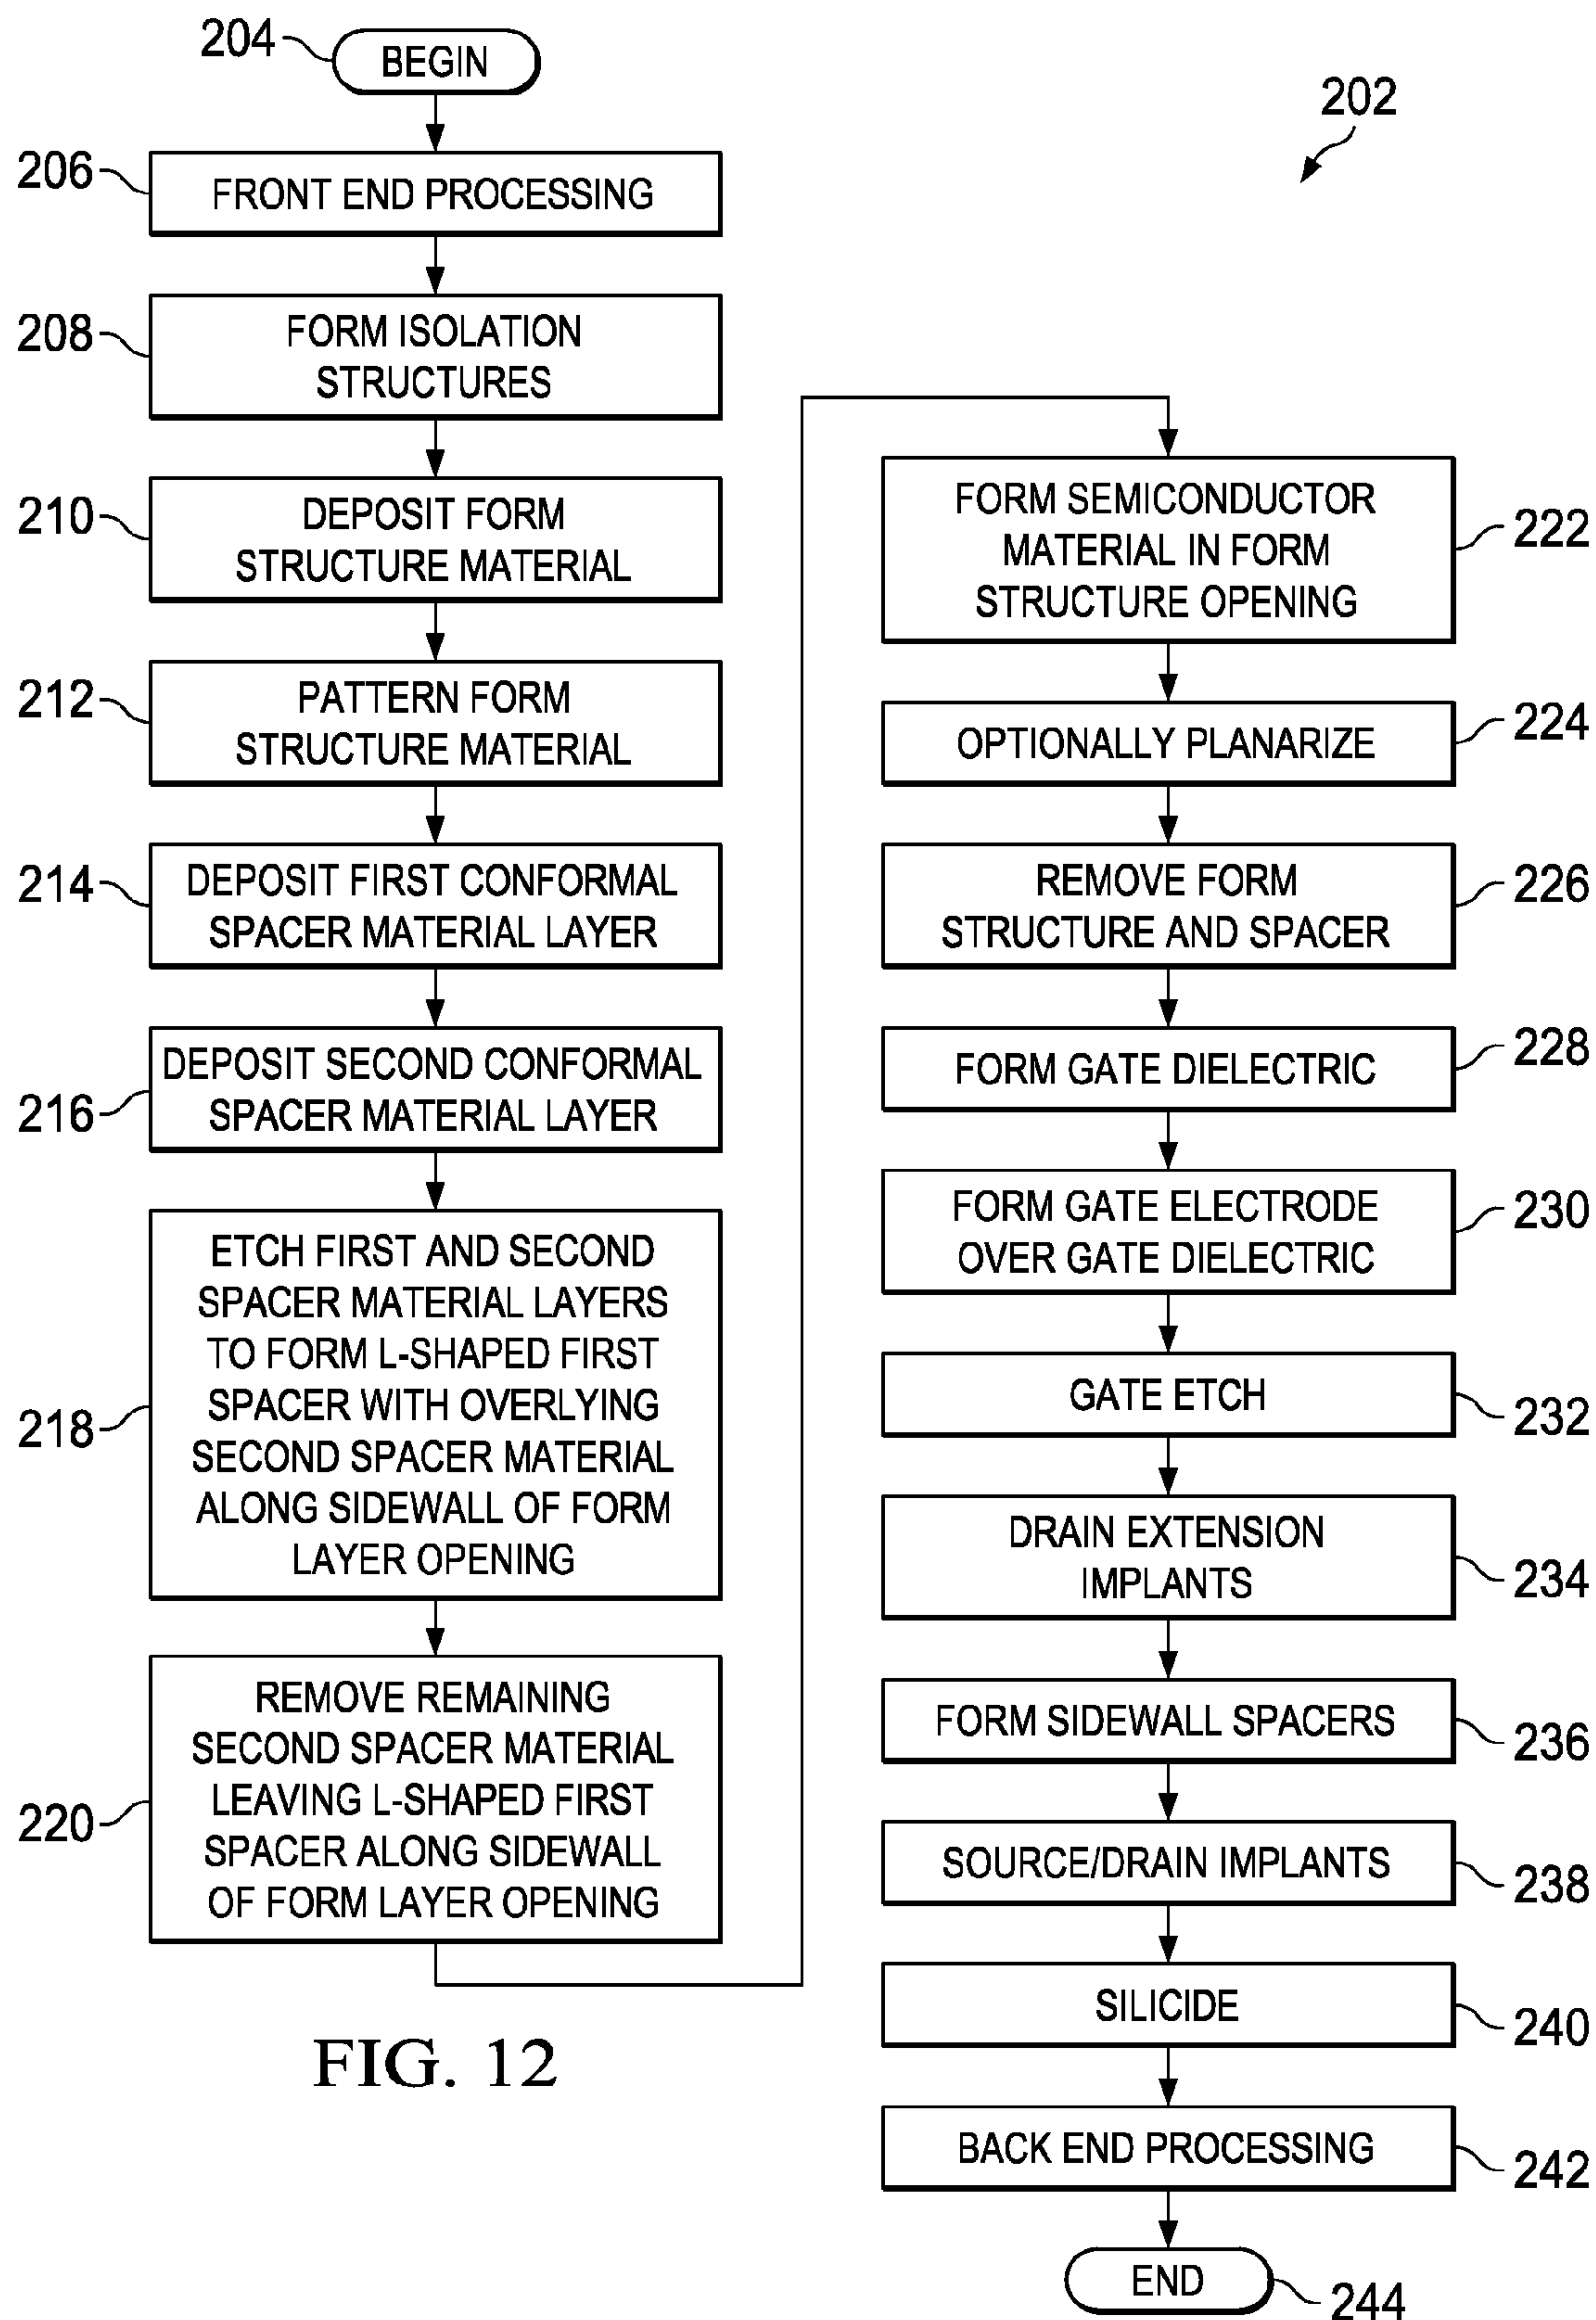 204
BEGIN
202
206
FRONT END PROCESSING
208
FORM ISOLATION
STRUCTURES
210
DEPOSIT FORM
STRUCTURE MATERIAL
212
PATTERN FORM
STRUCTURE MATERIAL
214
DEPOSIT FIRST CONFORMAL
SPACER MATERIAL LAYER
216
DEPOSIT SECOND CONFORMAL
SPACER MATERIAL LAYER
218
ETCH FIRST AND SECOND
SPACER MATERIAL LAYERS
TO FORM L-SHAPED FIRST
SPACER WITH OVERLYING
SECOND SPACER MATERIAL
ALONG SIDEWALL OF FORM
LAYER OPENING
220
REMOVE REMAINING
SECOND SPACER MATERIAL
LEAVING L-SHAPED FIRST
SPACER ALONG SIDEWALL
OF FORM LAYER OPENING
FORM SEMICONDUCTOR
MATERIAL IN FORM
STRUCTURE OPENING
222
OPTIONALLY PLANARIZE
224
REMOVE FORM
STRUCTURE AND SPACER
226
FORM GATE DIELECTRIC
228
FORM GATE ELECTRODE
OVER GATE DIELECTRIC
230
GATE ETCH
232
DRAIN EXTENSION
IMPLANTS
234
FORM SIDEWALL SPACERS
236
SOURCE/DRAIN IMPLANTS
238
SILICIDE
240
BACK END PROCESSING
242
END
244
FIG. 12